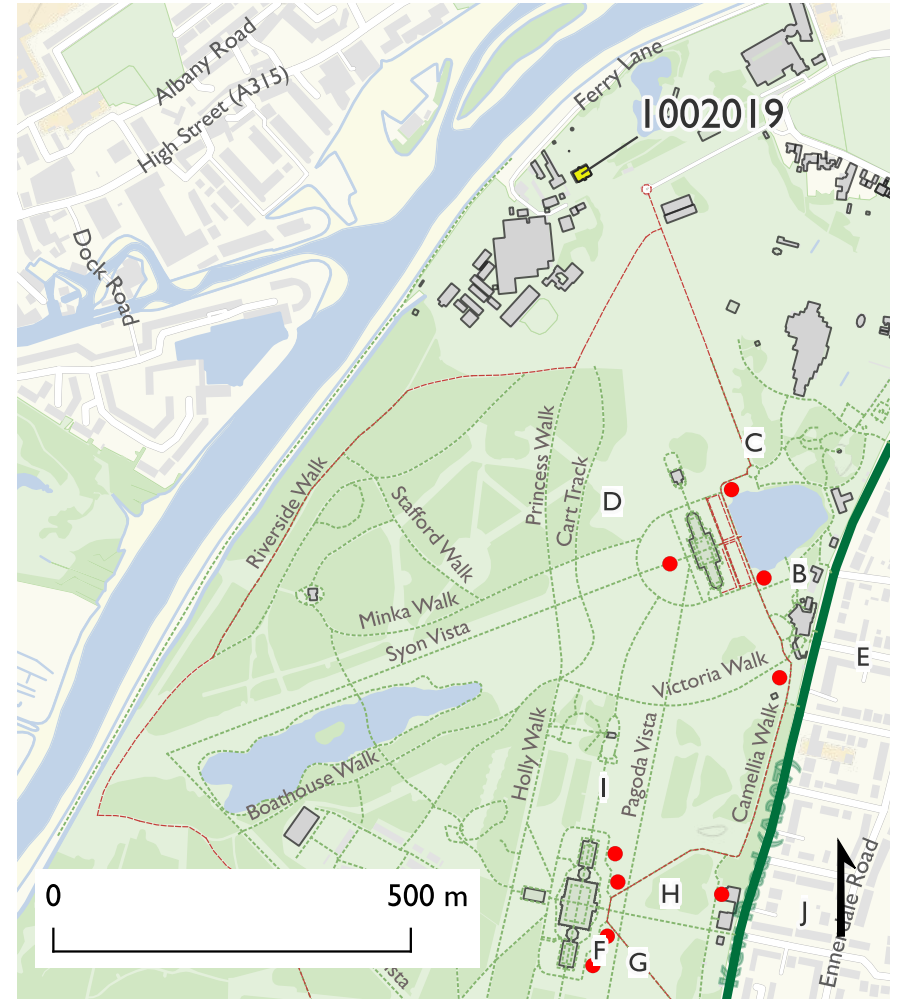 Albany Road
High Street (A315)
Ferry Lane
1002019
Dock Road
C
Riverside Walk
Stafford Walk
Princess Walk
Cart Track
D
B
Minka Walk
Syon Vista
E
Victoria Walk
Holly Walk
Pagoda Vista
Camellia Walk
I
Boathouse Walk
H
J
Ennerdale Road
F
G
0
400 m